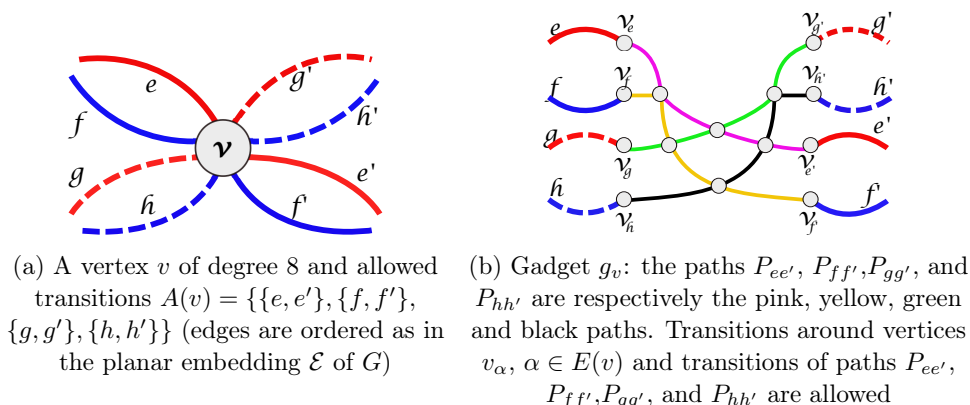 e
g'
f
h'
v
g
e'
h
f'
e
v_e
v_g'
g'
f
v_f
v_h'
h'
g
v_g
v_e'
e'
h
v_h
v_f'
f'
(a) A vertex v of degree 8 and allowed
transitions A(v) = {{e, e'}, {f, f'},
{g, g'}, {h, h'}} (edges are ordered as in
the planar embedding ℰ of G)
(b) Gadget g_v: the paths P_ee', P_ff',P_gg', and
P_hh' are respectively the pink, yellow, green
and black paths. Transitions around vertices
v_α, α ∈ E(v) and transitions of paths P_ee',
P_ff',P_gg', and P_hh' are allowed